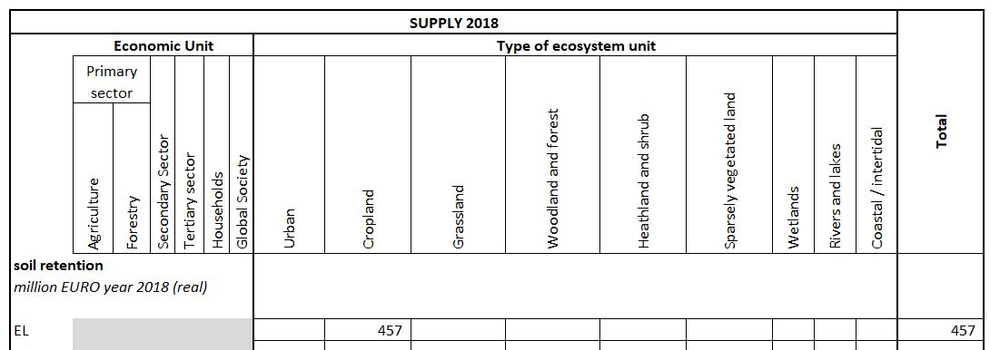 SUPPLY 2018
Economic Unit
Type of ecosystem unit
Total
Primary
sector
Agriculture
Forestry
Secondary Sector
Tertiary sector
Households
Global Society
Urban
Cropland
Grassland
Woodland and forest
Heathland and shrub
Sparsely vegetated land
Wetlands
Rivers and lakes
Coastal / intertidal
soil retention
million EURO year 2018 (real)
EL 457 457